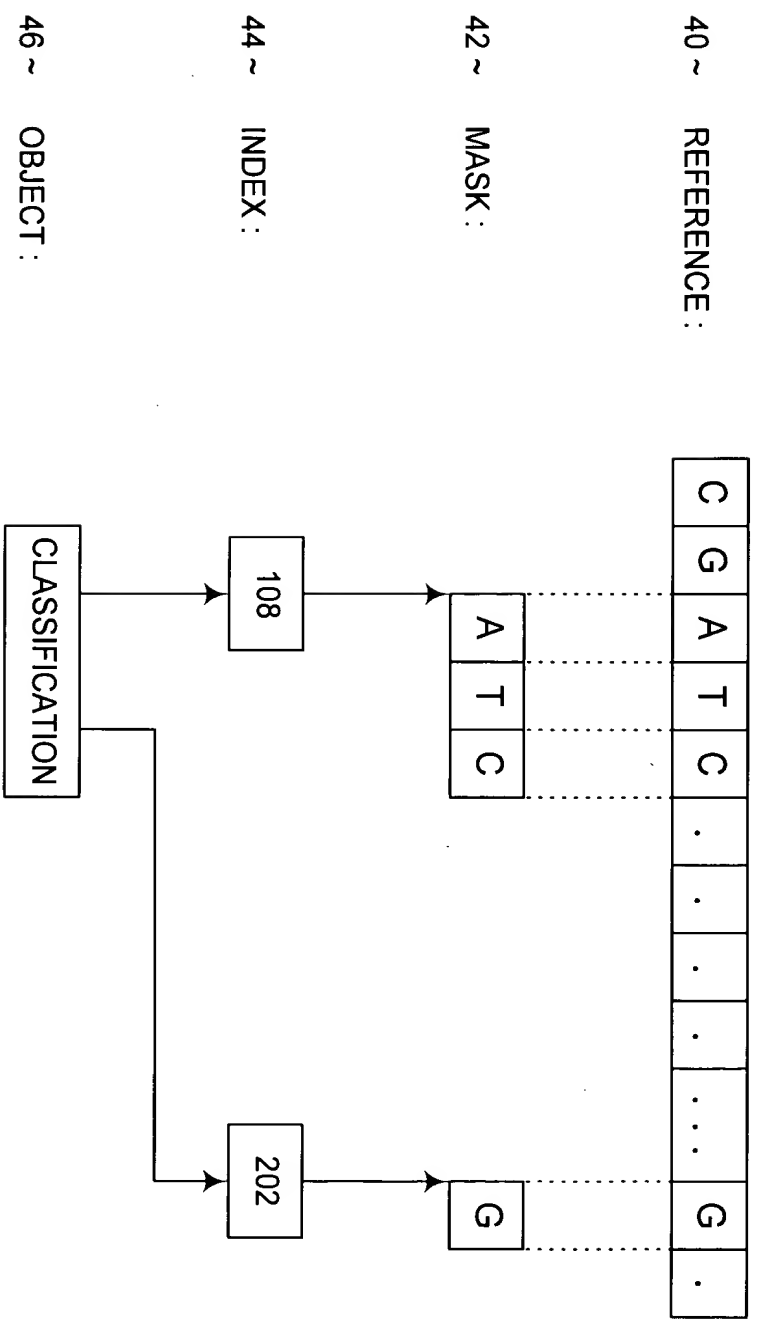 40 ~ REFERENCE : C G A T C . . . . ... G .
42 ~ MASK : A T C G
44 ~ INDEX : 108 202
46 ~ OBJECT : CLASSIFICATION